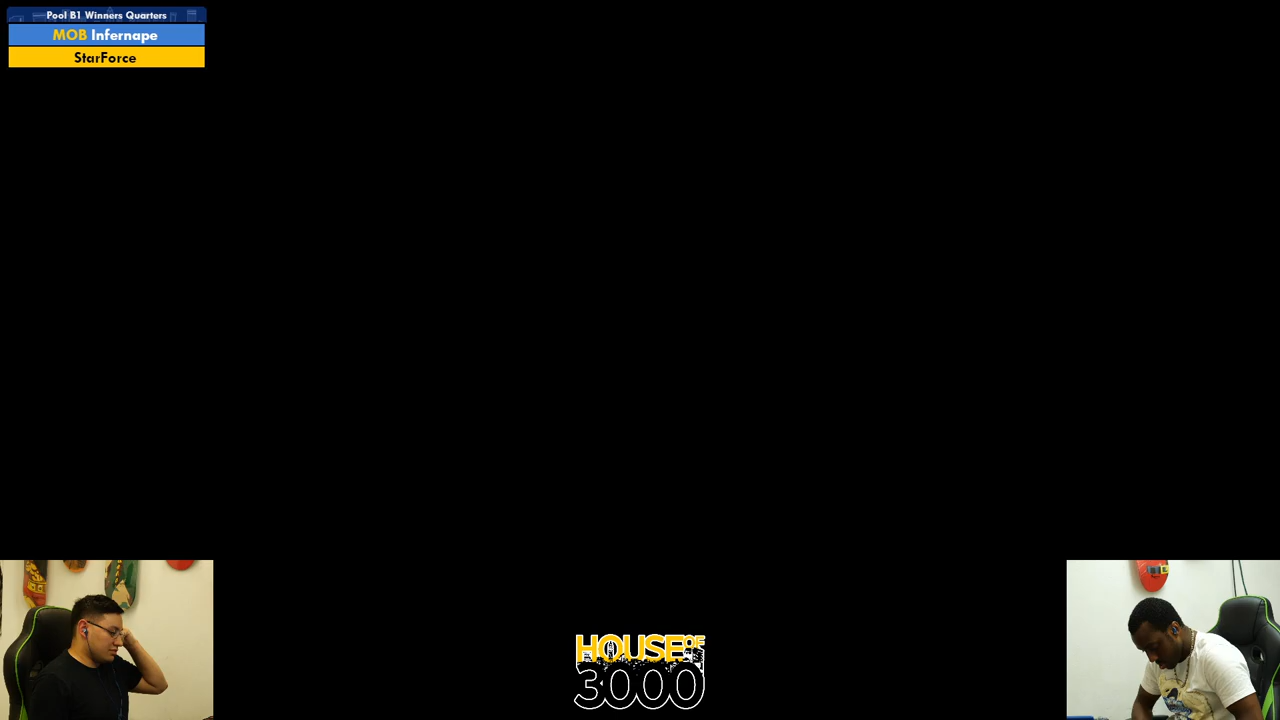 Pool B1 Winners Quarters
MOB Infernape
StarForce
HOUSE OF
3000